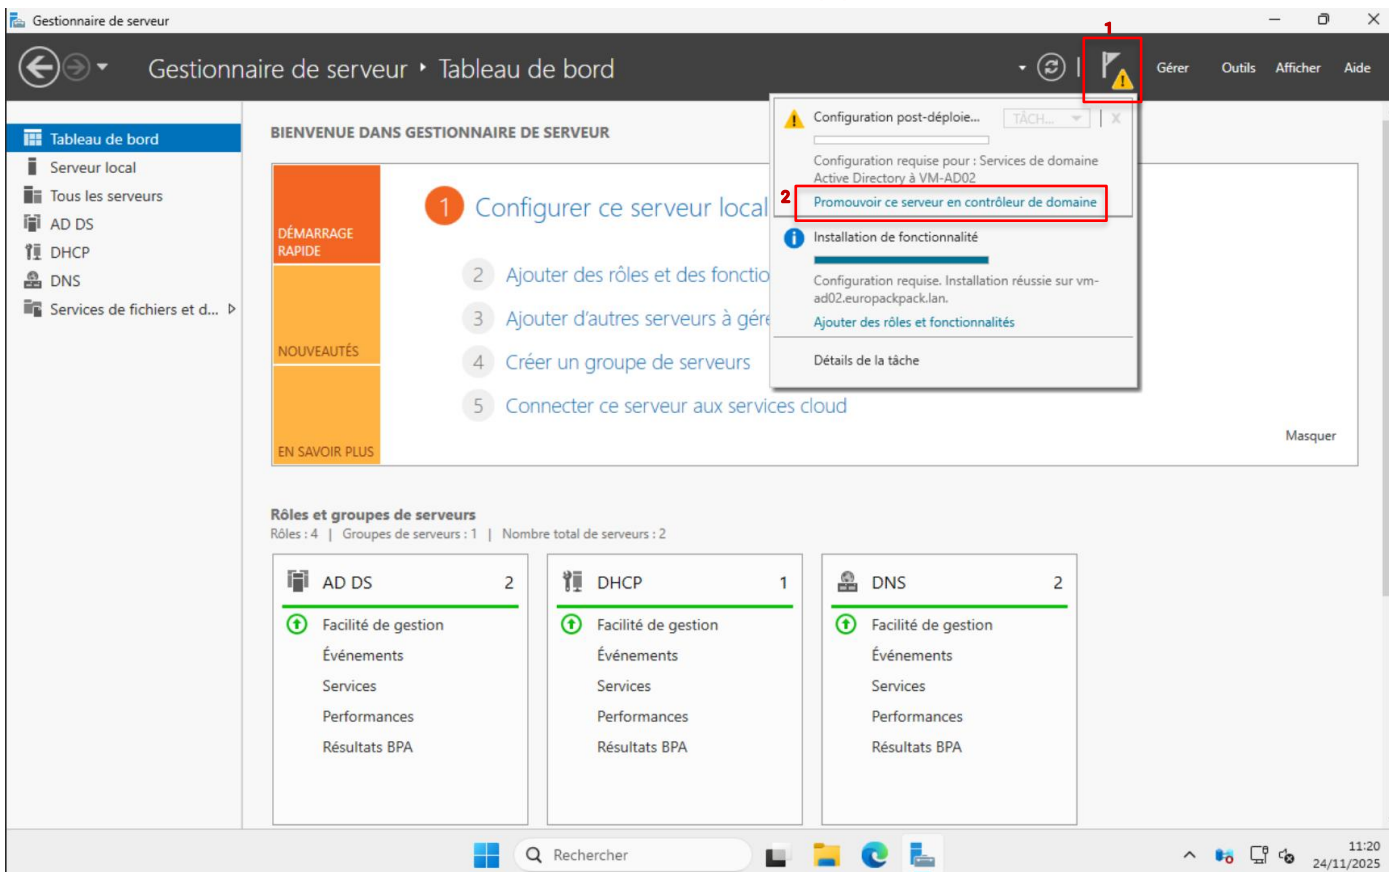 Gestionnaire de serveur
1
Gestionnaire de serveur • Tableau de bord
Gérer Outils Afficher Aide
Tableau de bord
Serveur local
Tous les serveurs
AD DS
DHCP
DNS
Services de fichiers et d...
BIENVENUE DANS GESTIONNAIRE DE SERVEUR
DÉMARRAGE
RAPIDE
NOUVEAUTÉS
EN SAVOIR PLUS
1 Configurer ce serveur local
2 Ajouter des rôles et des fonctio
3 Ajouter d'autres serveurs à gére
4 Créer un groupe de serveurs
5 Connecter ce serveur aux services cloud
Masquer
Configuration post-déploie... TÂCH... X
Configuration requise pour : Services de domaine
Active Directory à VM-AD02
2 Promouvoir ce serveur en contrôleur de domaine
Installation de fonctionnalité
Configuration requise. Installation réussie sur vm-
ad02.europackpack.lan.
Ajouter des rôles et fonctionnalités
Détails de la tâche
Rôles et groupes de serveurs
Rôles : 4 | Groupes de serveurs : 1 | Nombre total de serveurs : 2
AD DS 2
Facilité de gestion
Événements
Services
Performances
Résultats BPA
DHCP 1
Facilité de gestion
Événements
Services
Performances
Résultats BPA
DNS 2
Facilité de gestion
Événements
Services
Performances
Résultats BPA
Rechercher
11:20
24/11/2025